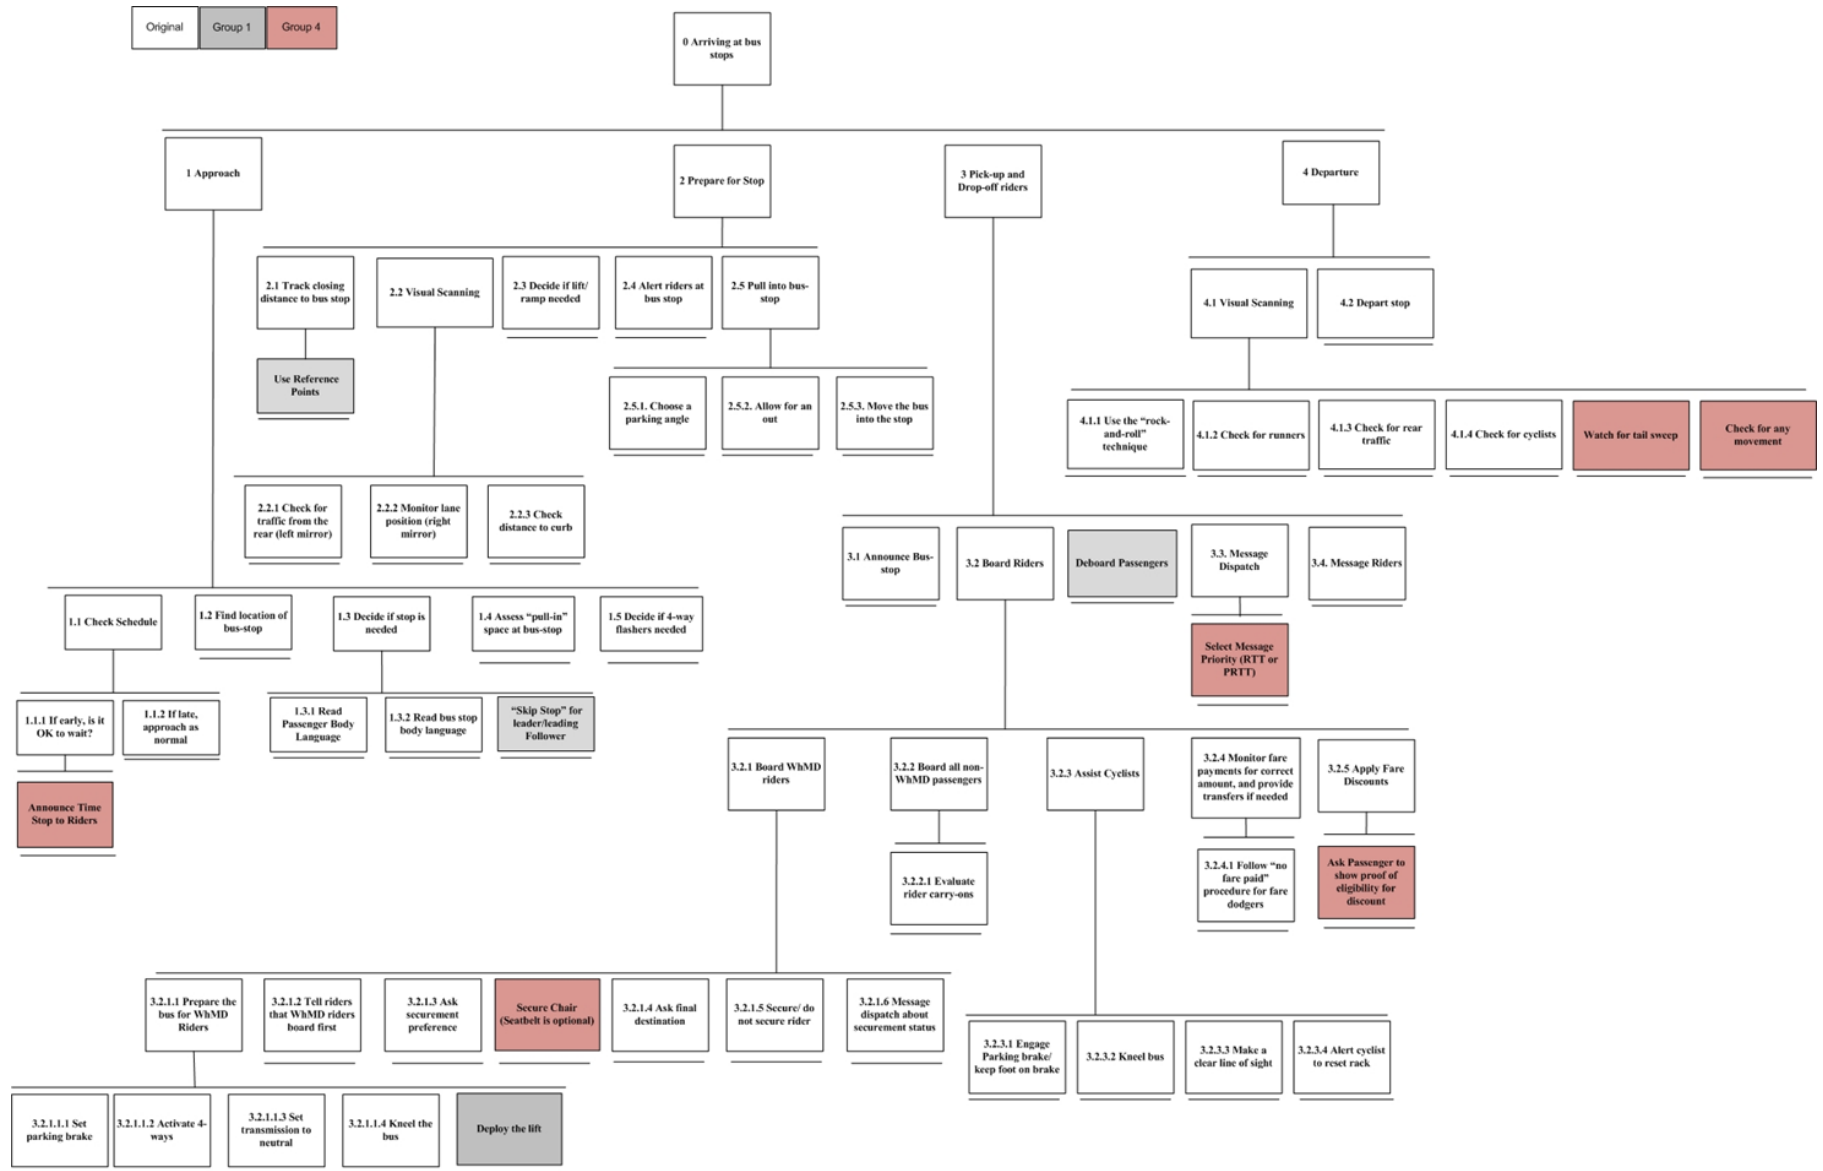 Original
Group 1
Group 4
0 Arriving at bus
stops
1 Approach
2 Prepare for Stop
3 Pick-up and
Drop-off riders
4 Departure
2.1 Track closing
distance to bus stop
2.2 Visual Scanning
2.3 Decide if lift/
ramp needed
2.4 Alert riders at
bus stop
2.5 Pull into bus-
stop
4.1 Visual Scanning
4.2 Depart stop
Use Reference
Points
2.5.1. Choose a
parking angle
2.5.2. Allow for an
out
2.5.3. Move the bus
into the stop
4.1.1 Use the “rock-
and-roll”
technique
4.1.2 Check for runners
4.1.3 Check for rear
traffic
4.1.4 Check for cyclists
Watch for tail sweep
Check for any
movement
2.2.1 Check for
traffic from the
rear (left mirror)
2.2.2 Monitor lane
position (right
mirror)
2.2.3 Check
distance to curb
3.1 Announce Bus-
stop
3.2 Board Riders
Deboard Passengers
3.3. Message
Dispatch
3.4. Message Riders
1.1 Check Schedule
1.2 Find location of
bus-stop
1.3 Decide if stop is
needed
1.4 Assess “pull-in”
space at bus-stop
1.5 Decide if 4-way
flashers needed
Select Message
Priority (RTT or
PRTT)
1.1.1 If early, is it
OK to wait?
1.1.2 If late,
approach as
normal
1.3.1 Read
Passenger Body
Language
1.3.2 Read bus stop
body language
“Skip Stop” for
leader/leading
Follower
Announce Time
Stop to Riders
3.2.1 Board WhMD
riders
3.2.2 Board all non-
WhMD passengers
3.2.3 Assist Cyclists
3.2.4 Monitor fare
payments for correct
amount, and provide
transfers if needed
3.2.5 Apply Fare
Discounts
3.2.2.1 Evaluate
rider carry-ons
3.2.4.1 Follow “no
fare paid”
procedure for fare
dodgers
Ask Passenger to
show proof of
eligibility for
discount
3.2.1.1 Prepare the
bus for WhMD
Riders
3.2.1.2 Tell riders
that WhMD riders
board first
3.2.1.3 Ask
securement
preference
Secure Chair
(Seatbelt is optional)
3.2.1.4 Ask final
destination
3.2.1.5 Secure/ do
not secure rider
3.2.1.6 Message
dispatch about
securement status
3.2.3.1 Engage
Parking brake/
keep foot on brake
3.2.3.2 Kneel bus
3.2.3.3 Make a
clear line of sight
3.2.3.4 Alert cyclist
to reset rack
3.2.1.1.1 Set
parking brake
3.2.1.1.2 Activate 4-
ways
3.2.1.1.3 Set
transmission to
neutral
3.2.1.1.4 Kneel the
bus
Deploy the lift